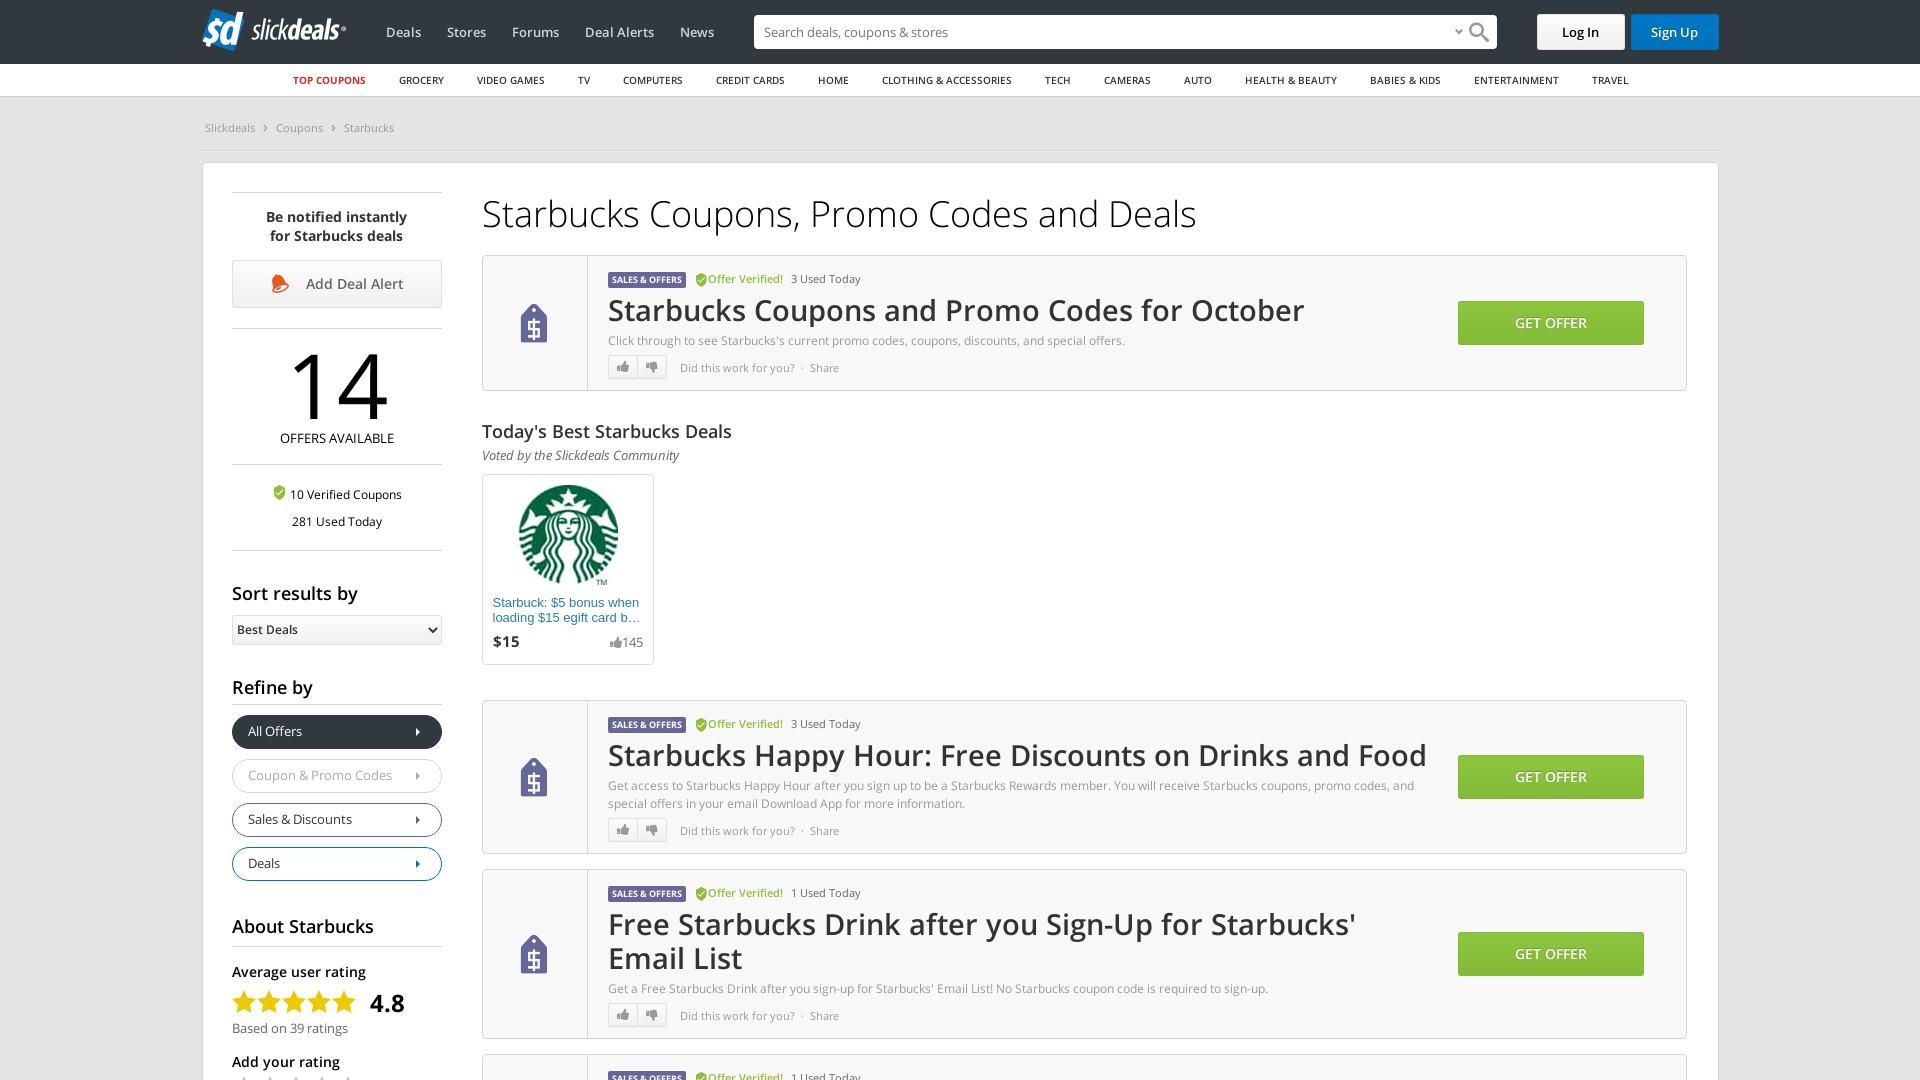 slickdeals
Deals
Stores
Forums
Deal Alerts
News
Search deals, coupons & stores
Log In
Sign Up
TOP COUPONS
GROCERY
VIDEO GAMES
TV
COMPUTERS
CREDIT CARDS
HOME
CLOTHING & ACCESSORIES
TECH
CAMERAS
AUTO
HEALTH & BEAUTY
BABIES & KIDS
ENTERTAINMENT
TRAVEL
Slickdeals > Coupons > Starbucks
Be notified instantly
for Starbucks deals
Add Deal Alert
14
OFFERS AVAILABLE
10 Verified Coupons
281 Used Today
Sort results by
Best Deals
Refine by
All Offers
Coupon & Promo Codes
Sales & Discounts
Deals
About Starbucks
Average user rating
4.8
Based on 39 ratings
Add your rating
Starbucks Coupons, Promo Codes and Deals
SALES & OFFERS Offer Verified! 3 Used Today
Starbucks Coupons and Promo Codes for October
Click through to see Starbucks's current promo codes, coupons, discounts, and special offers.
Did this work for you? · Share
GET OFFER
Today's Best Starbucks Deals
Voted by the Slickdeals Community
TM
Starbuck: $5 bonus when
loading $15 egift card b…
$15
145
SALES & OFFERS Offer Verified! 3 Used Today
Starbucks Happy Hour: Free Discounts on Drinks and Food
Get access to Starbucks Happy Hour after you sign up to be a Starbucks Rewards member. You will receive Starbucks coupons, promo codes, and
special offers in your email Download App for more information.
Did this work for you? · Share
GET OFFER
SALES & OFFERS Offer Verified! 1 Used Today
Free Starbucks Drink after you Sign-Up for Starbucks'
Email List
Get a Free Starbucks Drink after you sign-up for Starbucks' Email List! No Starbucks coupon code is required to sign-up.
Did this work for you? · Share
GET OFFER
SALES & OFFERS Offer Verified! 1 Used Today